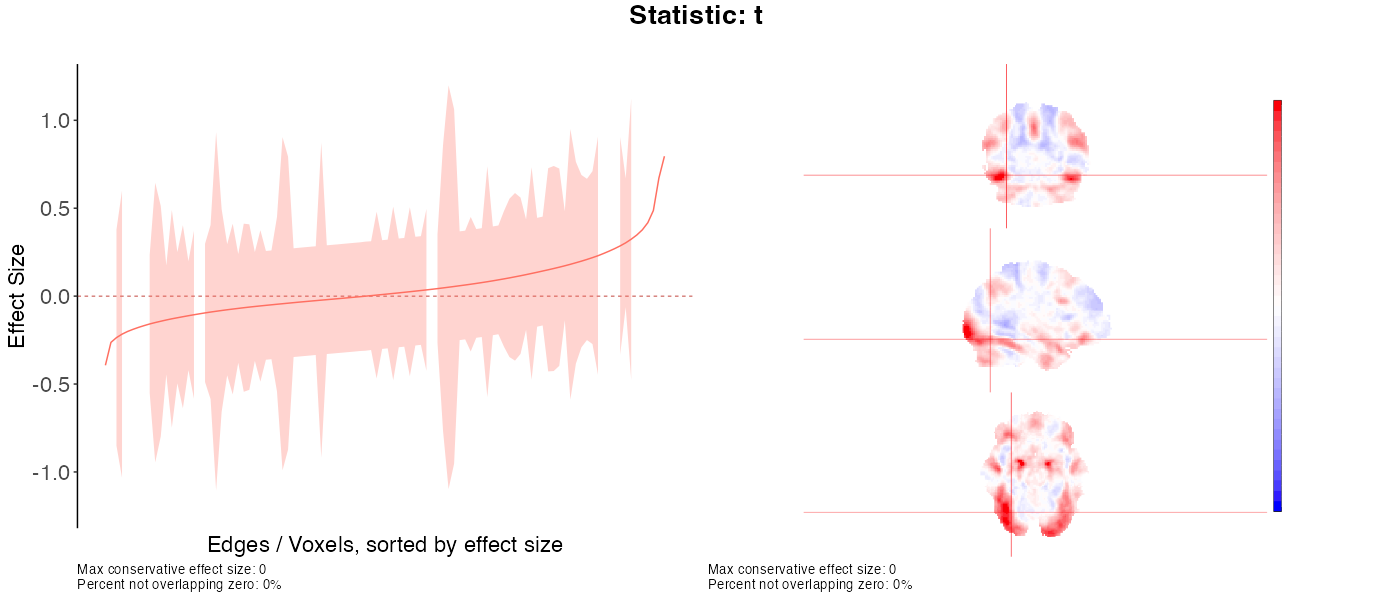 Statistic: t
Effect Size
1.0
0.5
0.0
-0.5
-1.0
Edges / Voxels, sorted by effect size
Max conservative effect size: 0
Percent not overlapping zero: 0%
Max conservative effect size: 0
Percent not overlapping zero: 0%